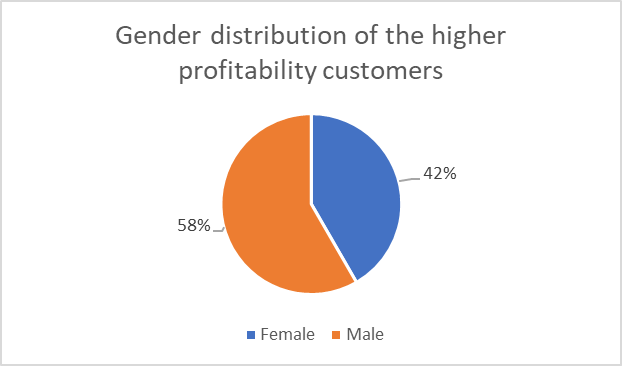 Gender distribution of the higher
profitability customers
42%
58%
Female Male